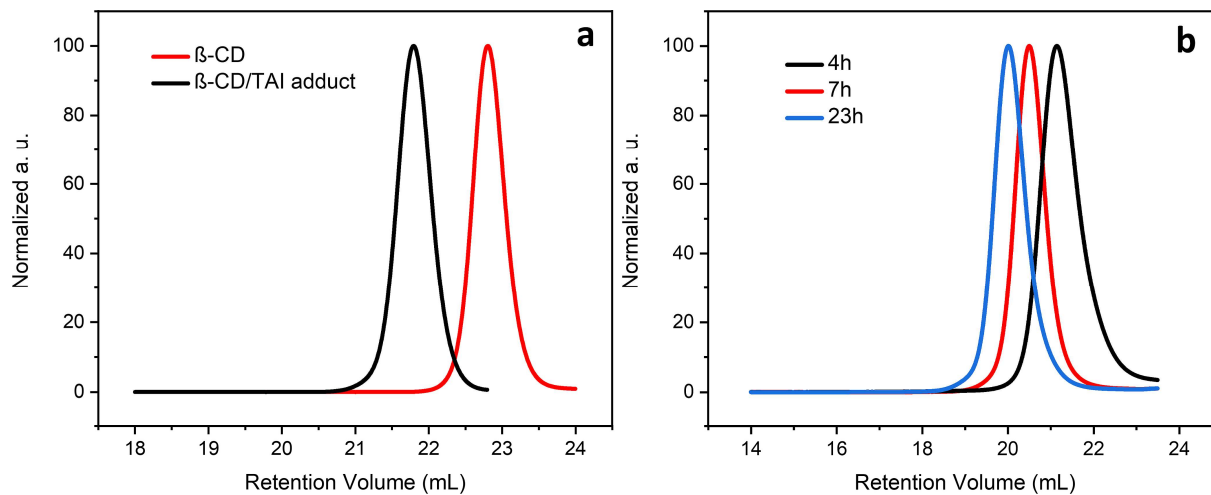 a
ß-CD
ß-CD/TAI adduct
Normalized a. u.
100
80
60
40
20
0
18 19 20 21 22 23 24
Retention Volume (mL)
b
4h
7h
23h
Normalized a. u.
100
80
60
40
20
0
14 16 18 20 22 24
Retention Volume (mL)